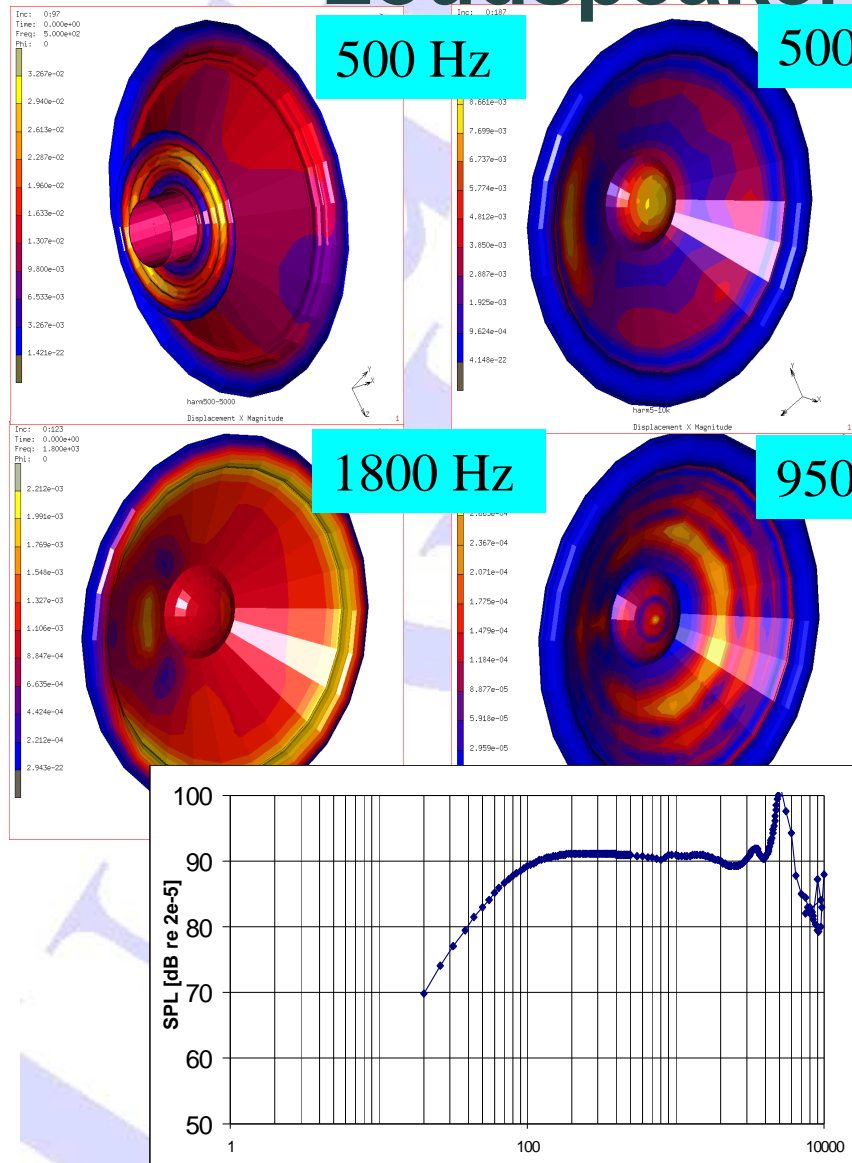 Loudspeaker
Inc: 0:97
Time: 0.000e+00
Freq: 5.000e+02
Phi: 0
500 Hz
3.267e-02
2.940e-02
2.613e-02
2.287e-02
1.960e-02
1.633e-02
1.307e-02
9.800e-03
6.533e-03
3.267e-03
1.421e-22
Y
X
Z
harm500-5000
Displacement X Magnitude
1
Inc: 0:187
500
8.661e-03
7.699e-03
6.737e-03
5.774e-03
4.812e-03
3.850e-03
2.887e-03
1.925e-03
9.624e-04
4.148e-22
Y
Z
X
harm5-10k
Displacement X Magnitude
1
Inc: 0:123
Time: 0.000e+00
Freq: 1.800e+03
Phi: 0
1800 Hz
2.212e-03
1.991e-03
1.769e-03
1.548e-03
1.327e-03
1.106e-03
8.847e-04
6.635e-04
4.424e-04
2.212e-04
2.943e-22
950
2.367e-04
2.071e-04
1.775e-04
1.479e-04
1.184e-04
8.877e-05
5.918e-05
2.959e-05
SPL [dB re 2e-5]
100
90
80
70
60
50
1
100
10000